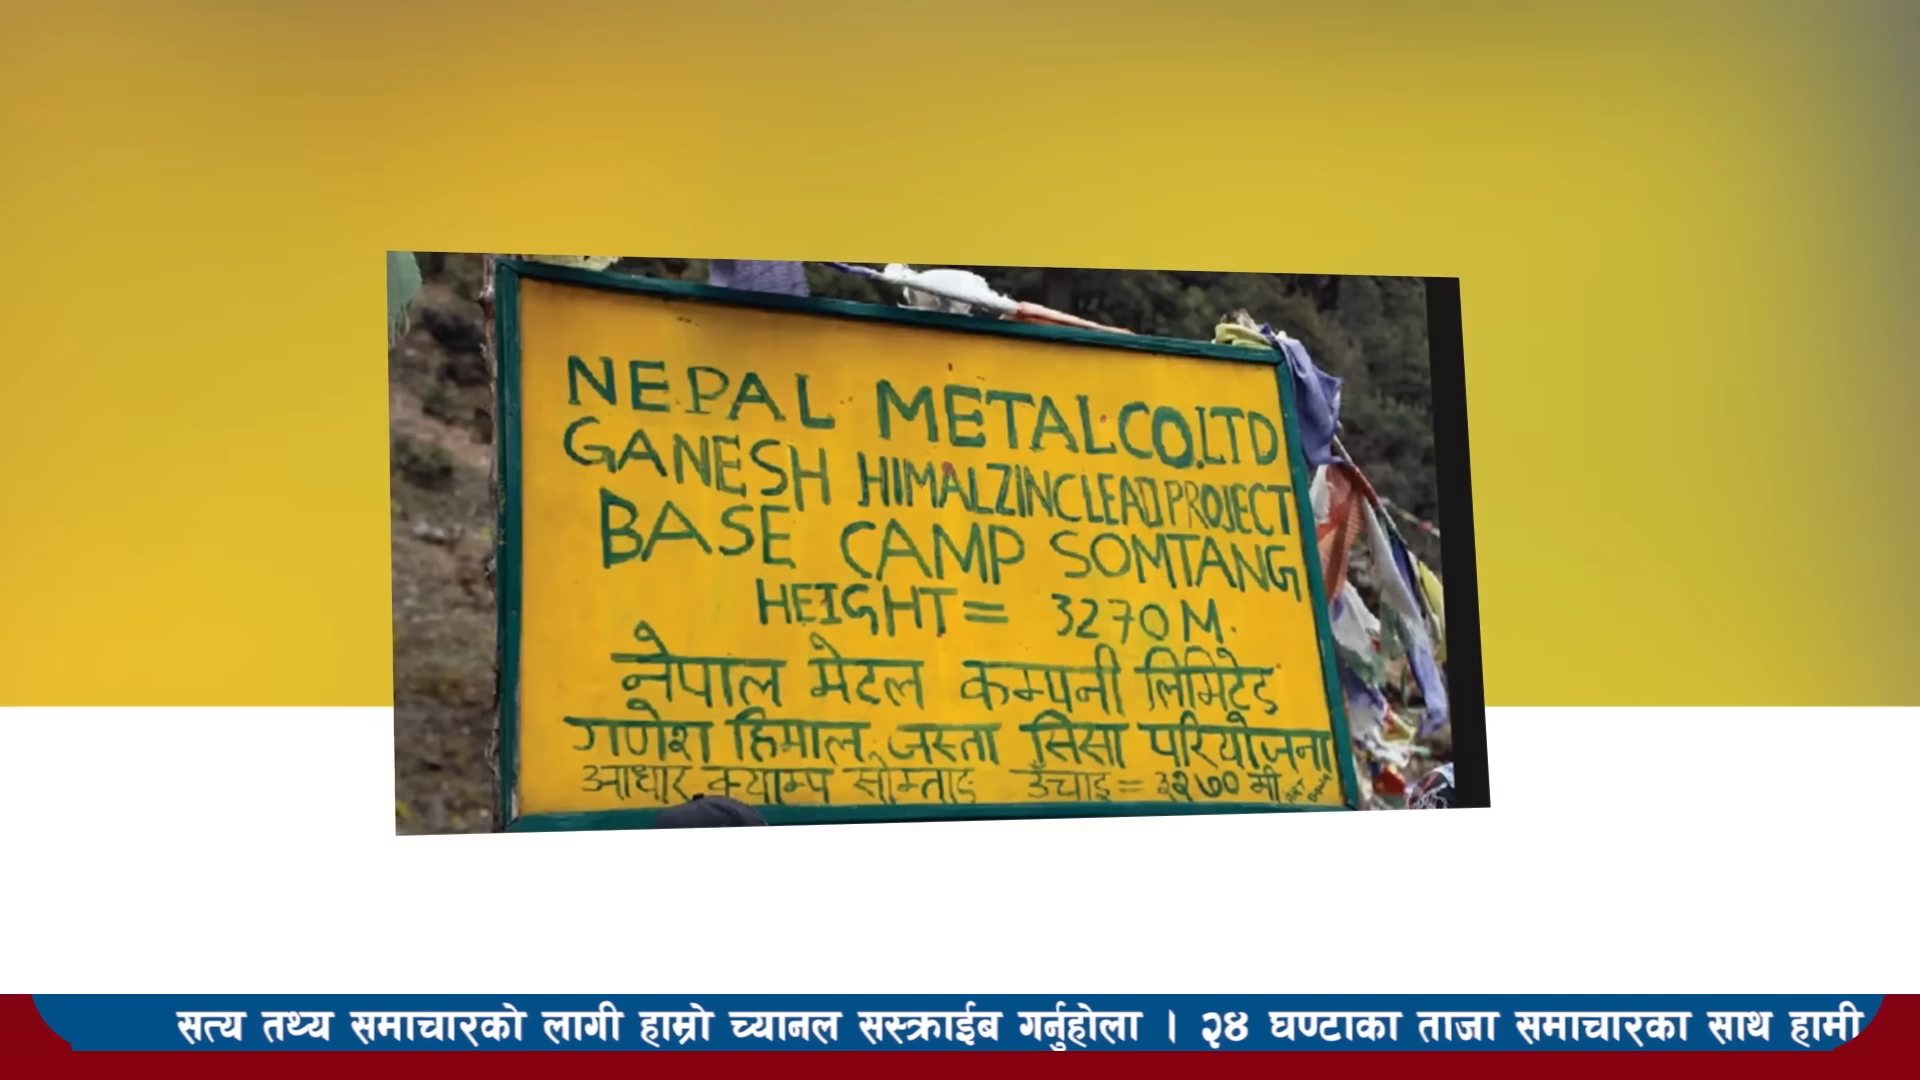 NEPAL METAL CO.LTD
GANESH HIMAL ZINC LEAD PROJECT
BASE CAMP SOMTANG
HEIGHT = 3270 M.
नेपाल मेटल कम्पनी लिमिटेड
गणेश हिमाल जस्ता सिसा परियोजना
आधार क्याम्प सोमताङ उँचाइ = ३२७० मी
सत्य तथ्य समाचारको लागी हाम्रो च्यानल सस्क्राईब गर्नुहोला । २४ घण्टाका ताजा समाचारका साथ हामी